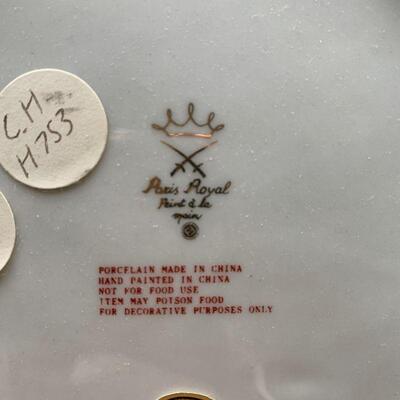 C.H
H753
Paris Royal
Peint à la
main
PORCELAIN MADE IN CHINA
HAND PAINTED IN CHINA
NOT FOR FOOD USE
ITEM MAY POISON FOOD
FOR DECORATIVE PURPOSES ONLY